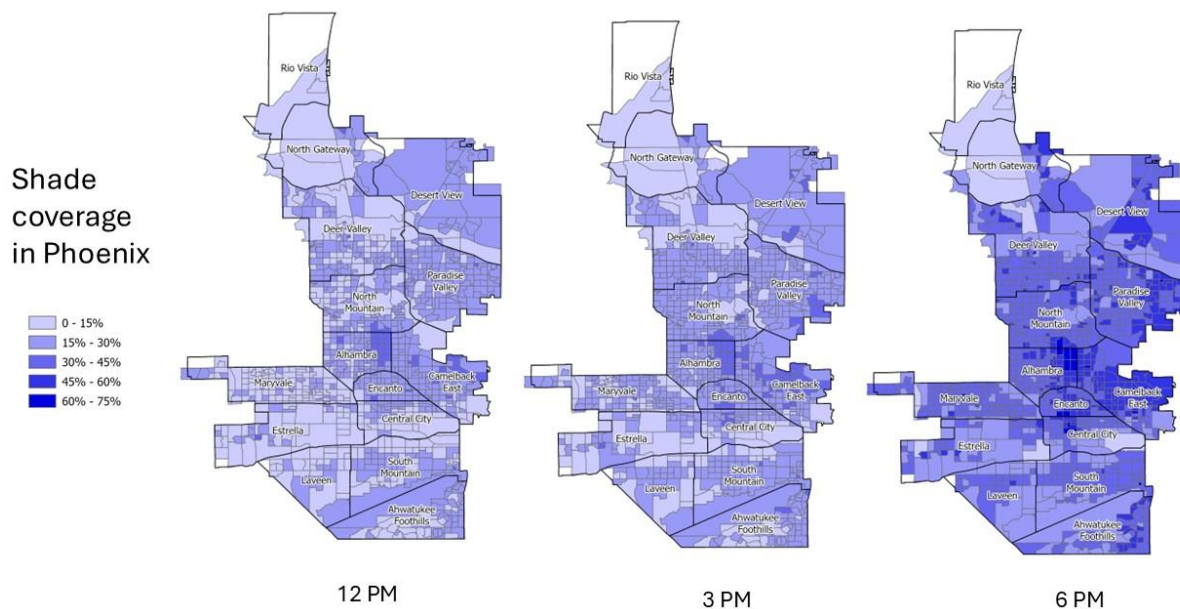 Shade
coverage
in Phoenix
0 - 15%
15% - 30%
30% - 45%
45% - 60%
60% - 75%
Rio Vista
North Gateway
Desert View
Deer Valley
Paradise
Valley
North
Mountain
Alhambra
Camelback
East
Maryvale
Encanto
Central City
Estrella
South
Mountain
Laveen
Ahwatukee
Foothills
12 PM
Rio Vista
North Gateway
Desert View
Deer Valley
Paradise
Valley
North
Mountain
Alhambra
Camelback
East
Maryvale
Encanto
Central City
Estrella
South
Mountain
Laveen
Ahwatukee
Foothills
3 PM
Rio Vista
North Gateway
Desert View
Deer Valley
Paradise
Valley
North
Mountain
Alhambra
Camelback
East
Maryvale
Encanto
Central City
Estrella
South
Mountain
Laveen
Ahwatukee
Foothills
6 PM